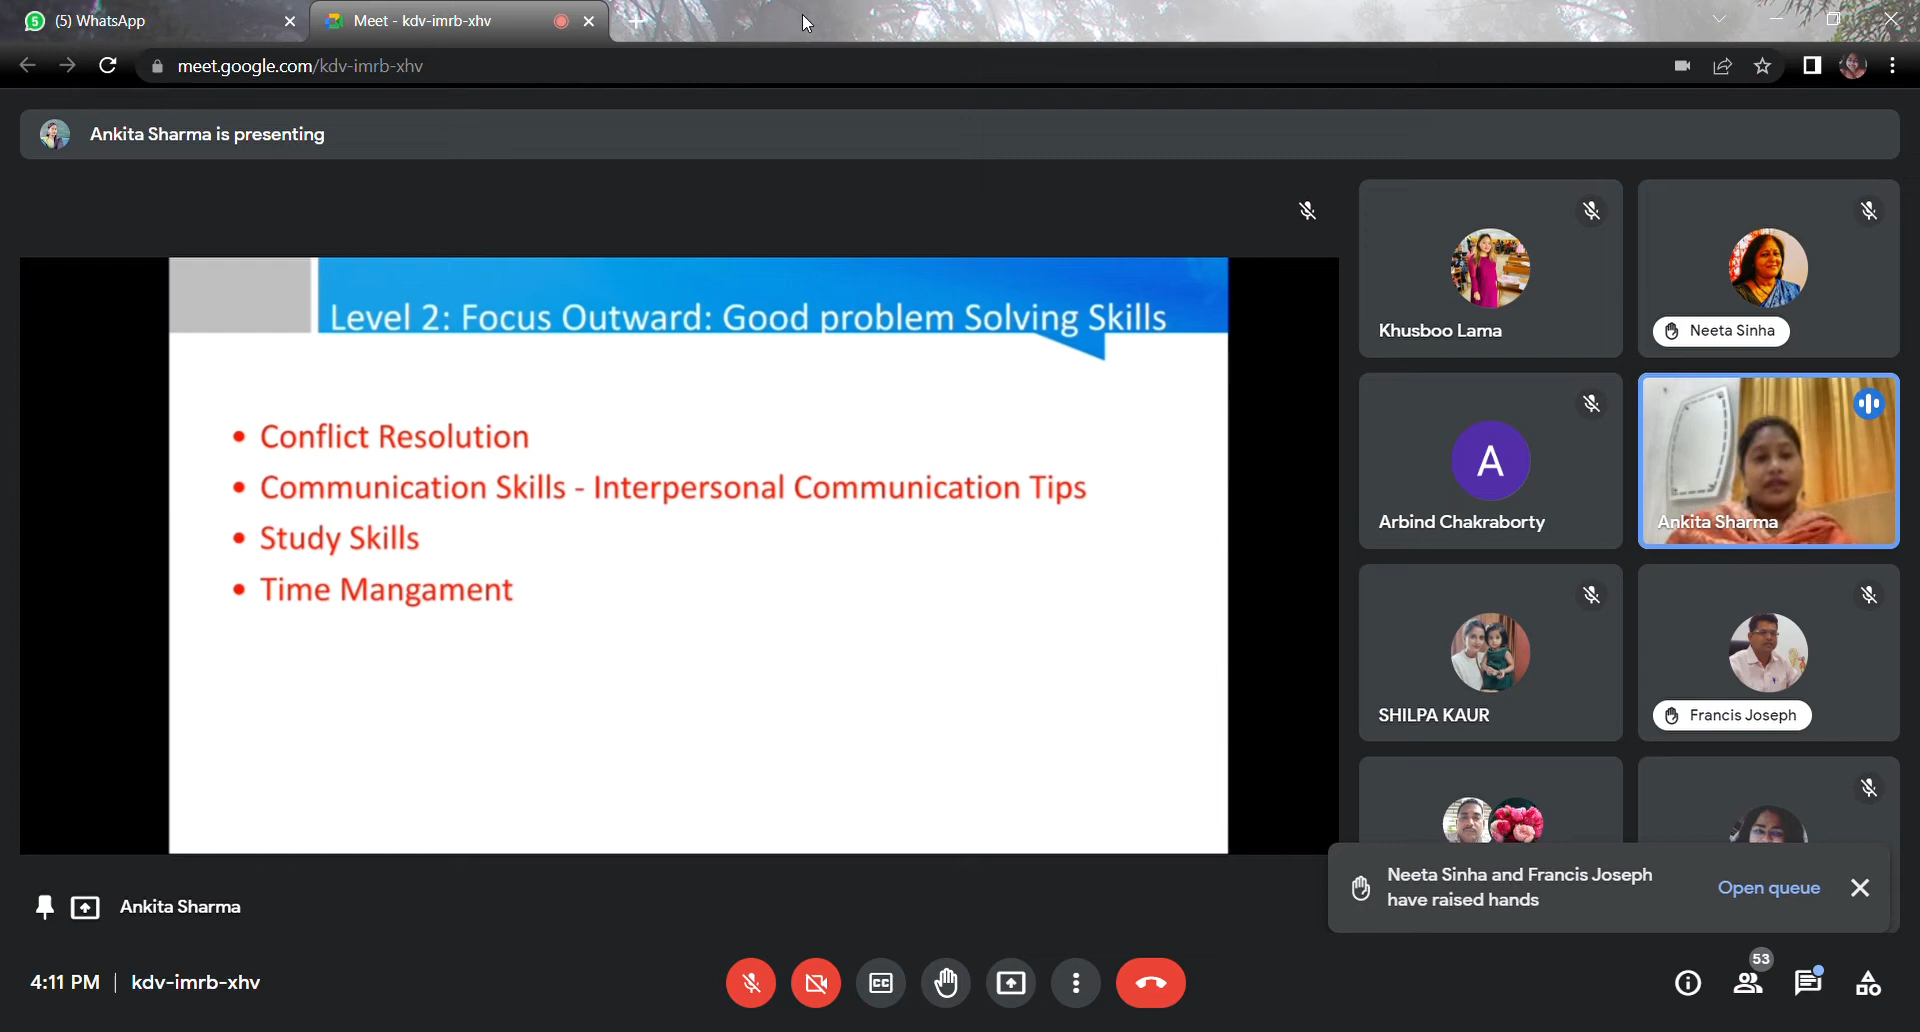 (5) WhatsApp
Meet - kdv-imrb-xhv
meet.google.com/kdv-imrb-xhv
Ankita Sharma is presenting
Level 2: Focus Outward: Good problem Solving Skills
• Conflict Resolution
• Communication Skills - Interpersonal Communication Tips
• Study Skills
• Time Mangament
Khusboo Lama
Neeta Sinha
A
Arbind Chakraborty
Ankita Sharma
SHILPA KAUR
Francis Joseph
Neeta Sinha and Francis Joseph
have raised hands
Open queue
Ankita Sharma
4:11 PM | kdv-imrb-xhv
CC
53